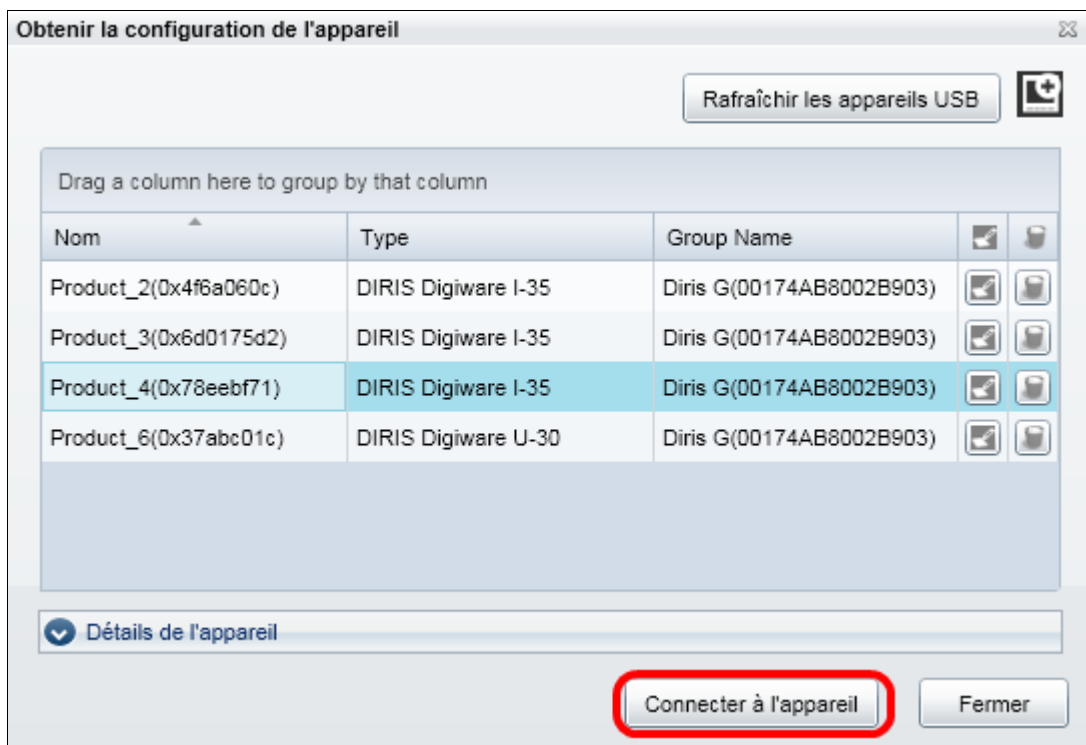 Obtenir la configuration de l'appareil
Rafraîchir les appareils USB
Drag a column here to group by that column
Nom Type Group Name
Product_2(0x4f6a060c) DIRIS Digiware I-35 Diris G(00174AB8002B903)
Product_3(0x6d0175d2) DIRIS Digiware I-35 Diris G(00174AB8002B903)
Product_4(0x78eebf71) DIRIS Digiware I-35 Diris G(00174AB8002B903)
Product_6(0x37abc01c) DIRIS Digiware U-30 Diris G(00174AB8002B903)
Détails de l'appareil
Connecter à l'appareil Fermer